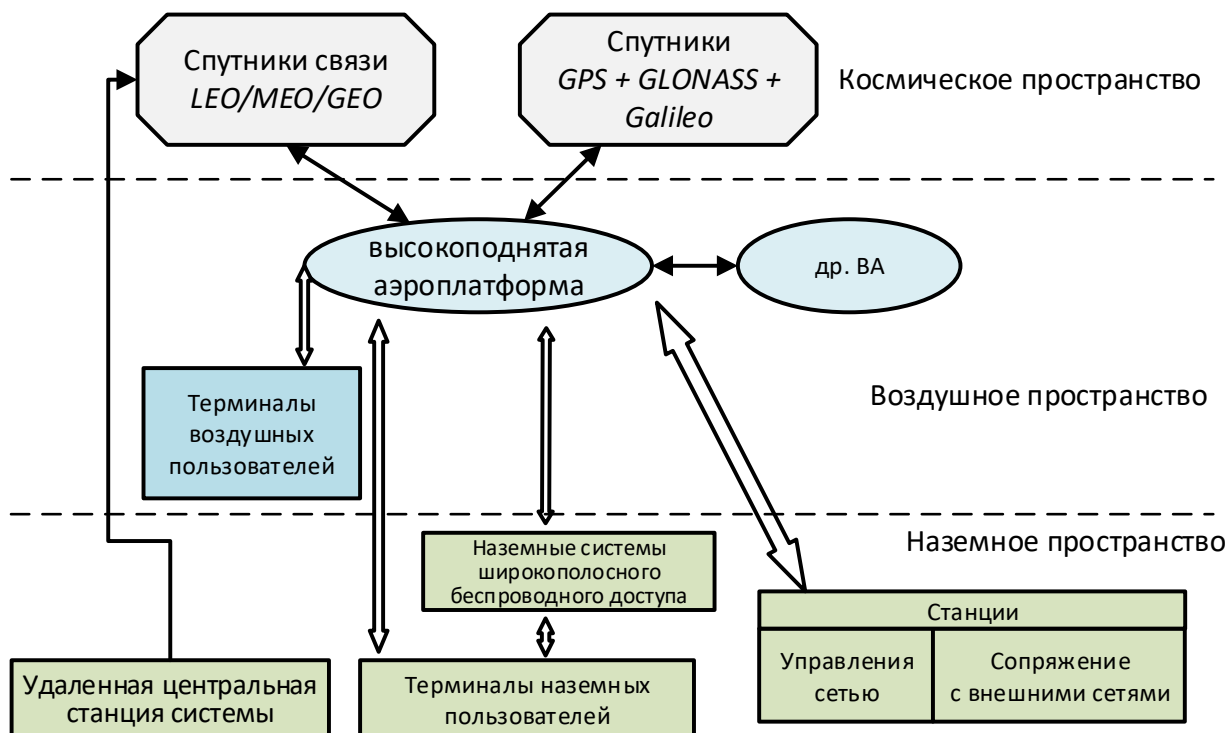 Спутники связи
LEO/MEO/GEO
Спутники
GPS + GLONASS +
Galileo
Космическое пространство
высокоподнятая
аэроплатформа
др. ВА
Терминалы
воздушных
пользователей
Воздушное пространство
Наземное пространство
Наземные системы
широкополосного
беспроводного доступа
Станции
Управления
сетью
Сопряжение
с внешними сетями
Удаленная центральная
станция системы
Терминалы наземных
пользователей